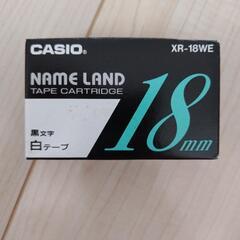 CASIO® XR-18WE
NAME LAND
TAPE CARTRIDGE
18mm
黒文字
白テープ